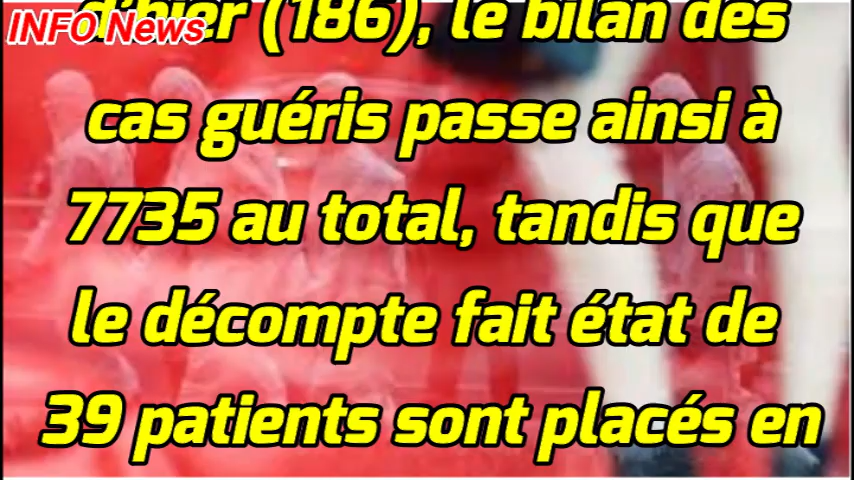 INFO News
d'hier (186), le bilan des
cas guéris passe ainsi à
7735 au total, tandis que
le décompte fait état de
39 patients sont placés en